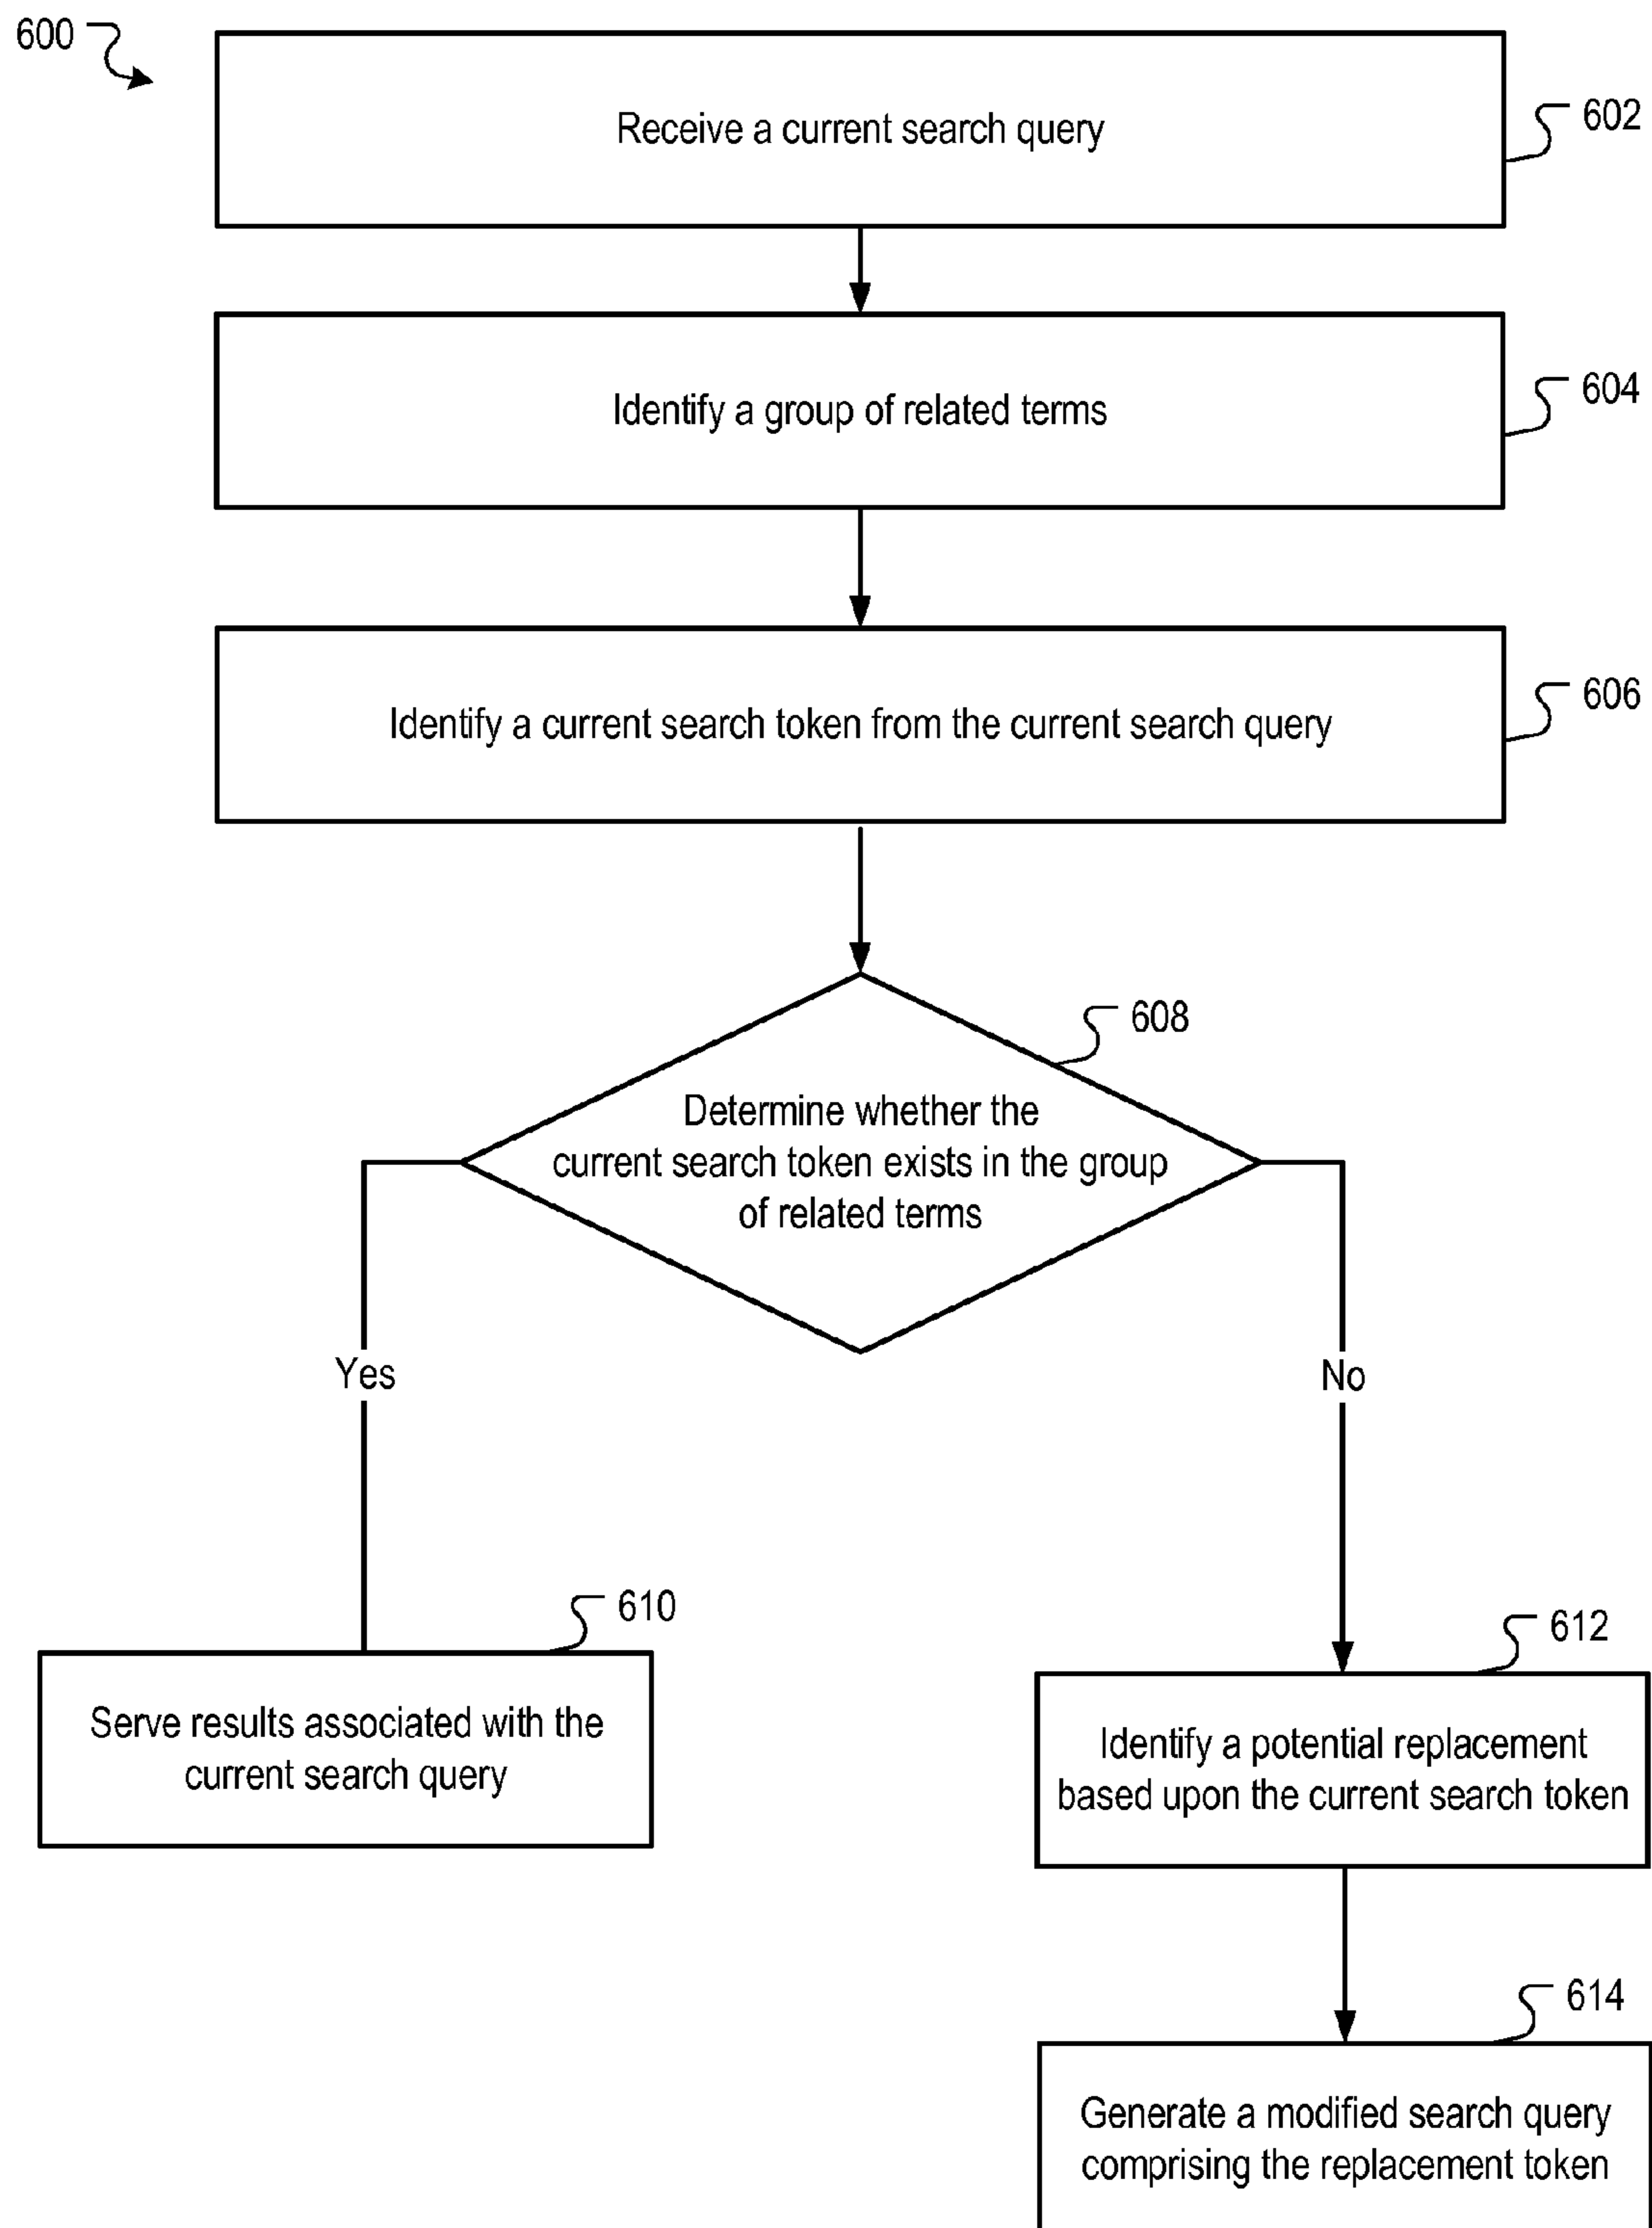 600
Receive a current search query
602
Identify a group of related terms
604
Identify a current search token from the current search query
606
608
Determine whether the
current search token exists in the group
of related terms
Yes
No
610
Serve results associated with the
current search query
612
Identify a potential replacement
based upon the current search token
614
Generate a modified search query
comprising the replacement token